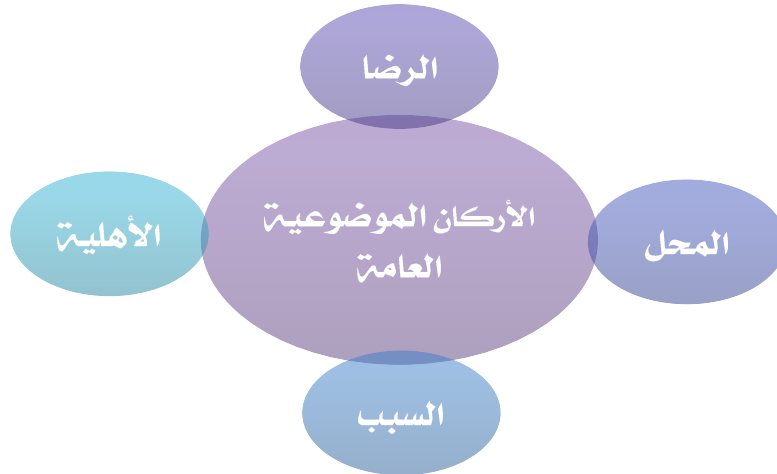 الرضا
الأركان الموضوعية
العامة
المحل
الأهلية
السبب